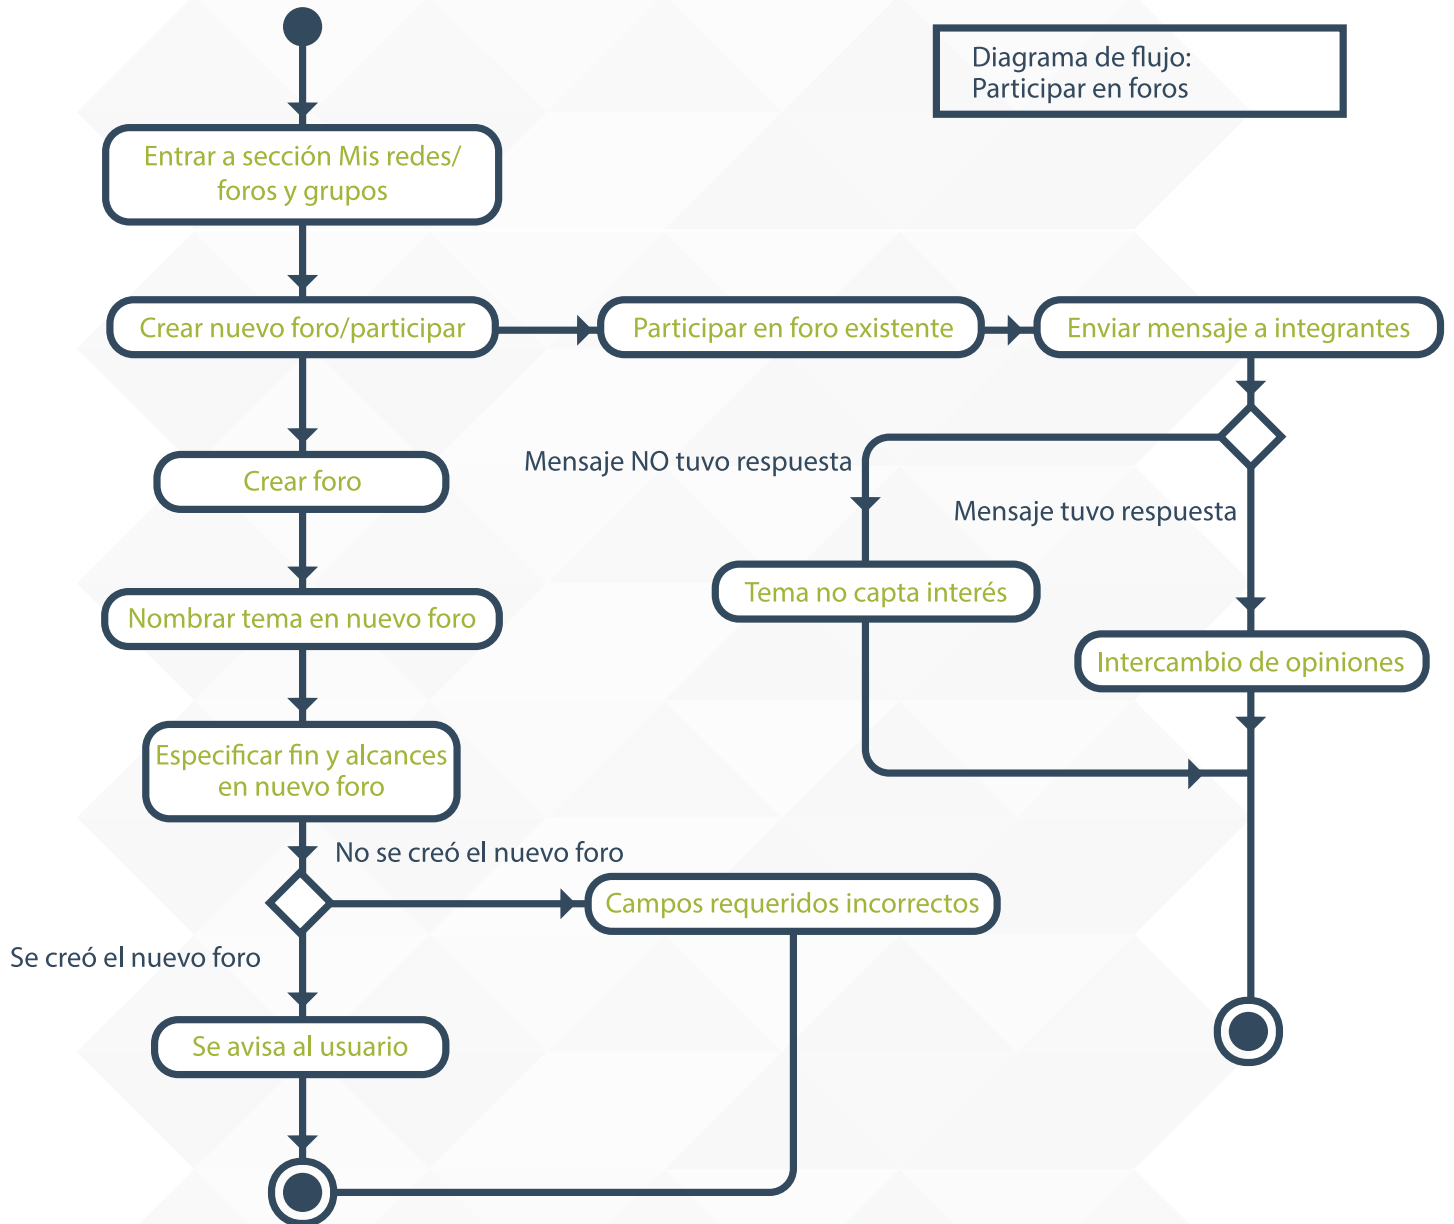 Diagrama de flujo:
Participar en foros
Entrar a sección Mis redes/
foros y grupos
Crear nuevo foro/participar
Participar en foro existente
Enviar mensaje a integrantes
Mensaje NO tuvo respuesta
Crear foro
Mensaje tuvo respuesta
Tema no capta interés
Nombrar tema en nuevo foro
Intercambio de opiniones
Especificar fin y alcances
en nuevo foro
No se creó el nuevo foro
Campos requeridos incorrectos
Se creó el nuevo foro
Se avisa al usuario